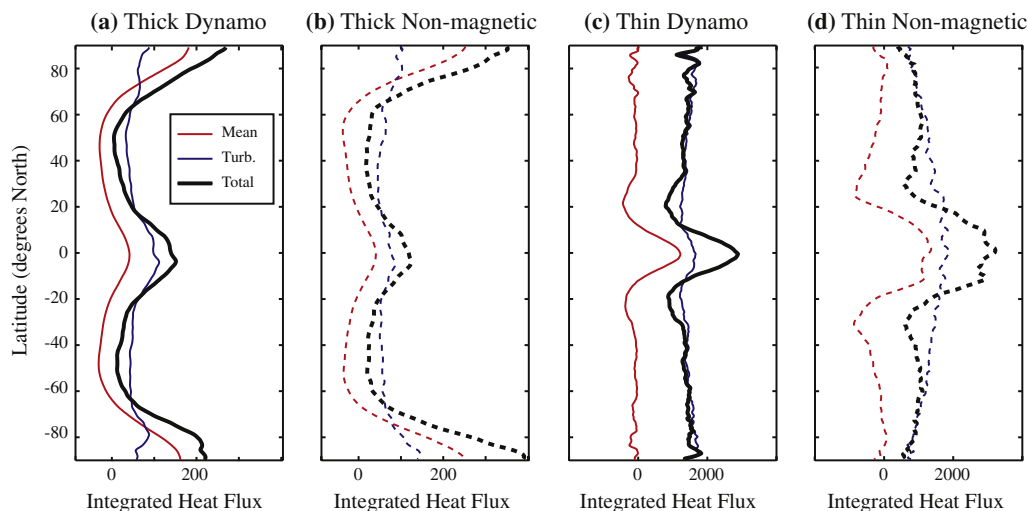 (a) Thick Dynamo
(b) Thick Non-magnetic
(c) Thin Dynamo
(d) Thin Non-magnetic
Latitude (degrees North)
80
60
40
20
0
-20
-40
-60
-80
Mean
Turb.
Total
0 200
0 200
0 2000
0 2000
Integrated Heat Flux
Integrated Heat Flux
Integrated Heat Flux
Integrated Heat Flux